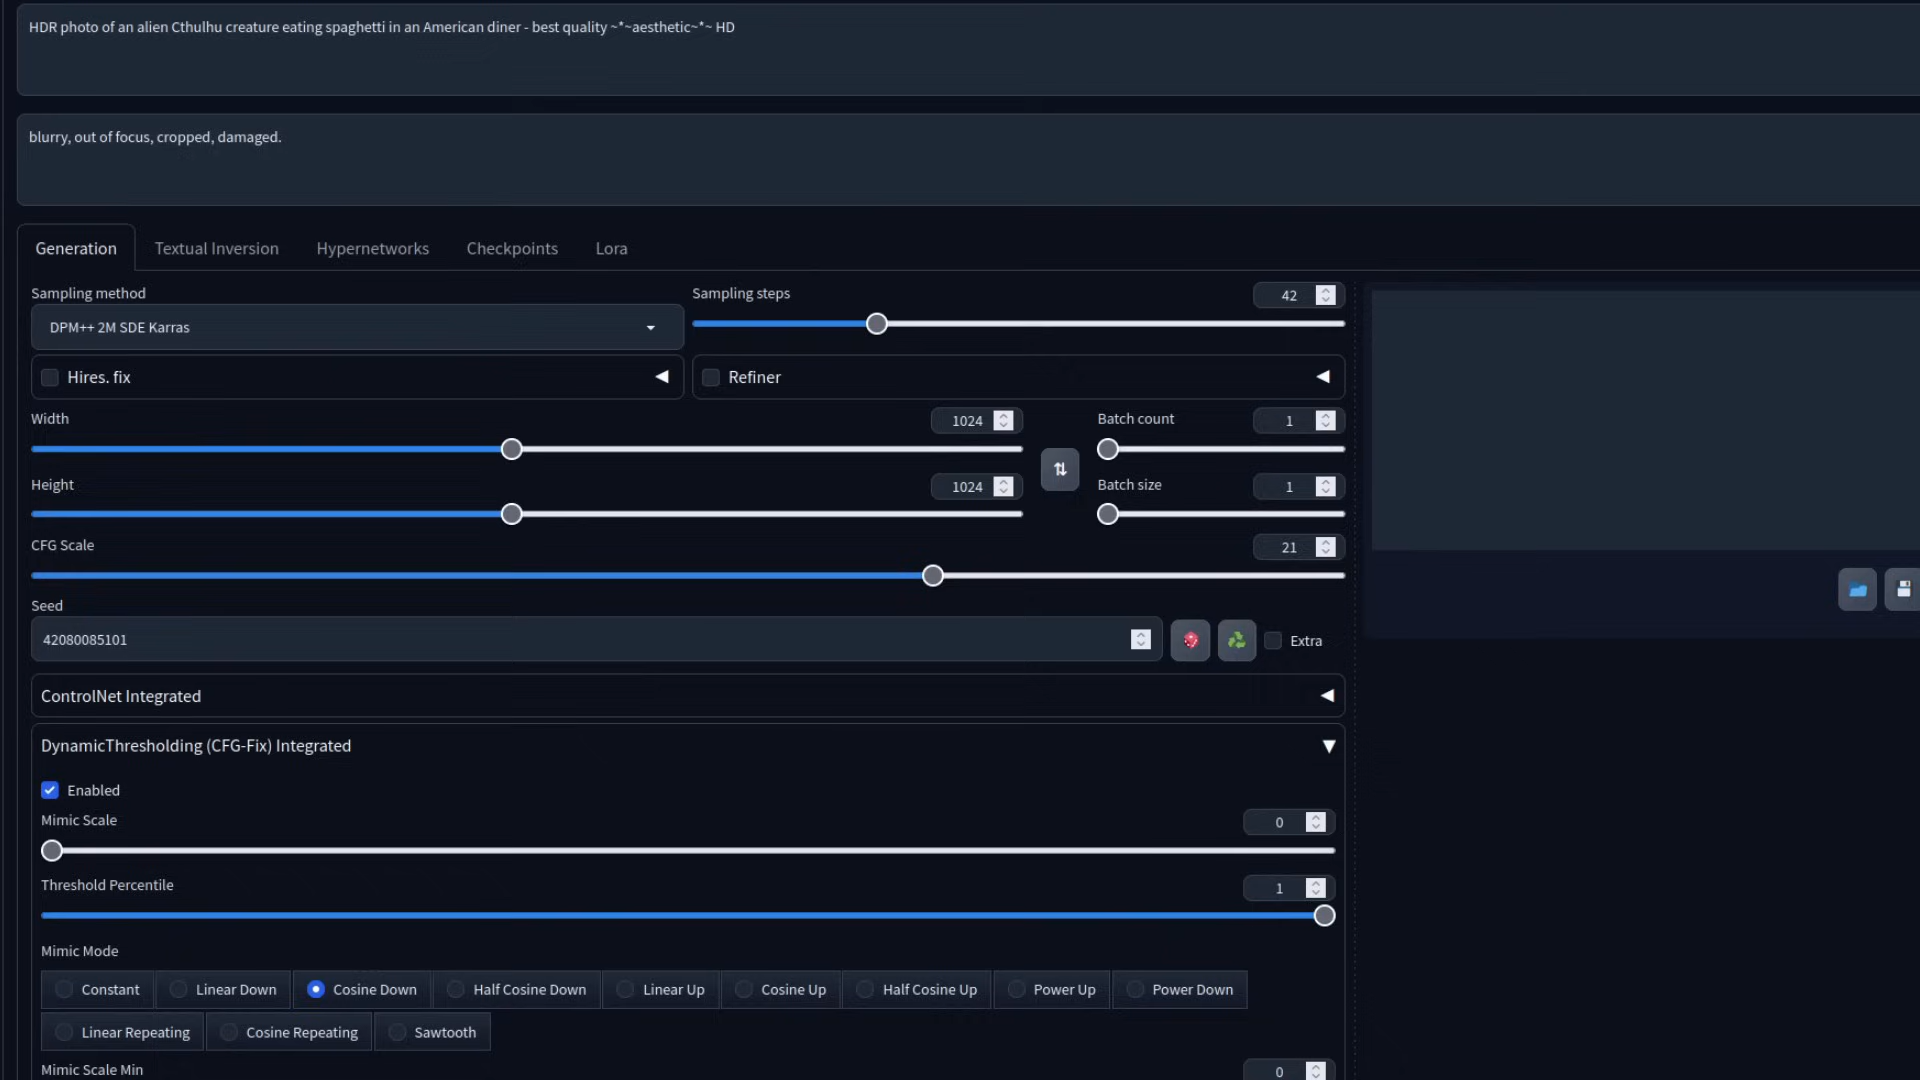 HDR photo of an alien Cthulhu creature eating spaghetti in an American diner - best quality ~*~aesthetic~*~ HD
blurry, out of focus, cropped, damaged.
Generation Textual Inversion Hypernetworks Checkpoints Lora
Sampling method
DPM++ 2M SDE Karras
Sampling steps 42
Hires. fix
Refiner
Width 1024
Batch count 1
Height 1024
Batch size 1
CFG Scale 21
Seed
42080085101
Extra
ControlNet Integrated
DynamicThresholding (CFG-Fix) Integrated
Enabled
Mimic Scale 0
Threshold Percentile 1
Mimic Mode
Constant Linear Down Cosine Down Half Cosine Down Linear Up Cosine Up Half Cosine Up Power Up Power Down
Linear Repeating Cosine Repeating Sawtooth
Mimic Scale Min 0